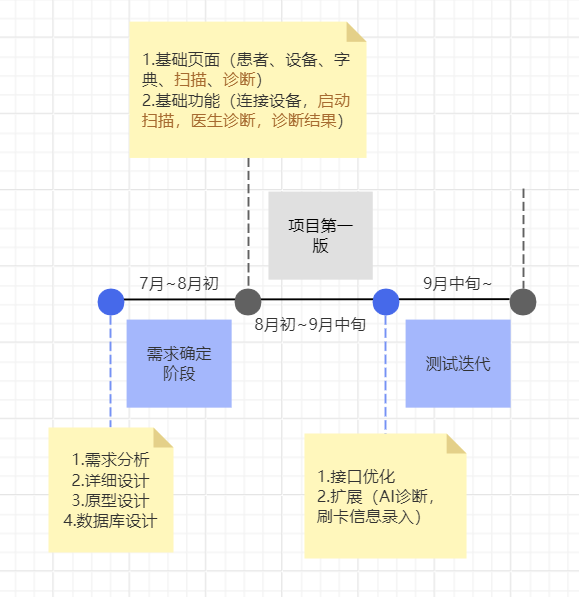 1.基础页面（患者、设备、字
典、扫描、诊断）
2.基础功能（连接设备，启动
扫描，医生诊断，诊断结果）
项目第一
版
7月~8月初
9月中旬~
8月初~9月中旬
需求确定
阶段
测试迭代
1.需求分析
2.详细设计
3.原型设计
4.数据库设计
1.接口优化
2.扩展（AI诊断，
刷卡信息录入）